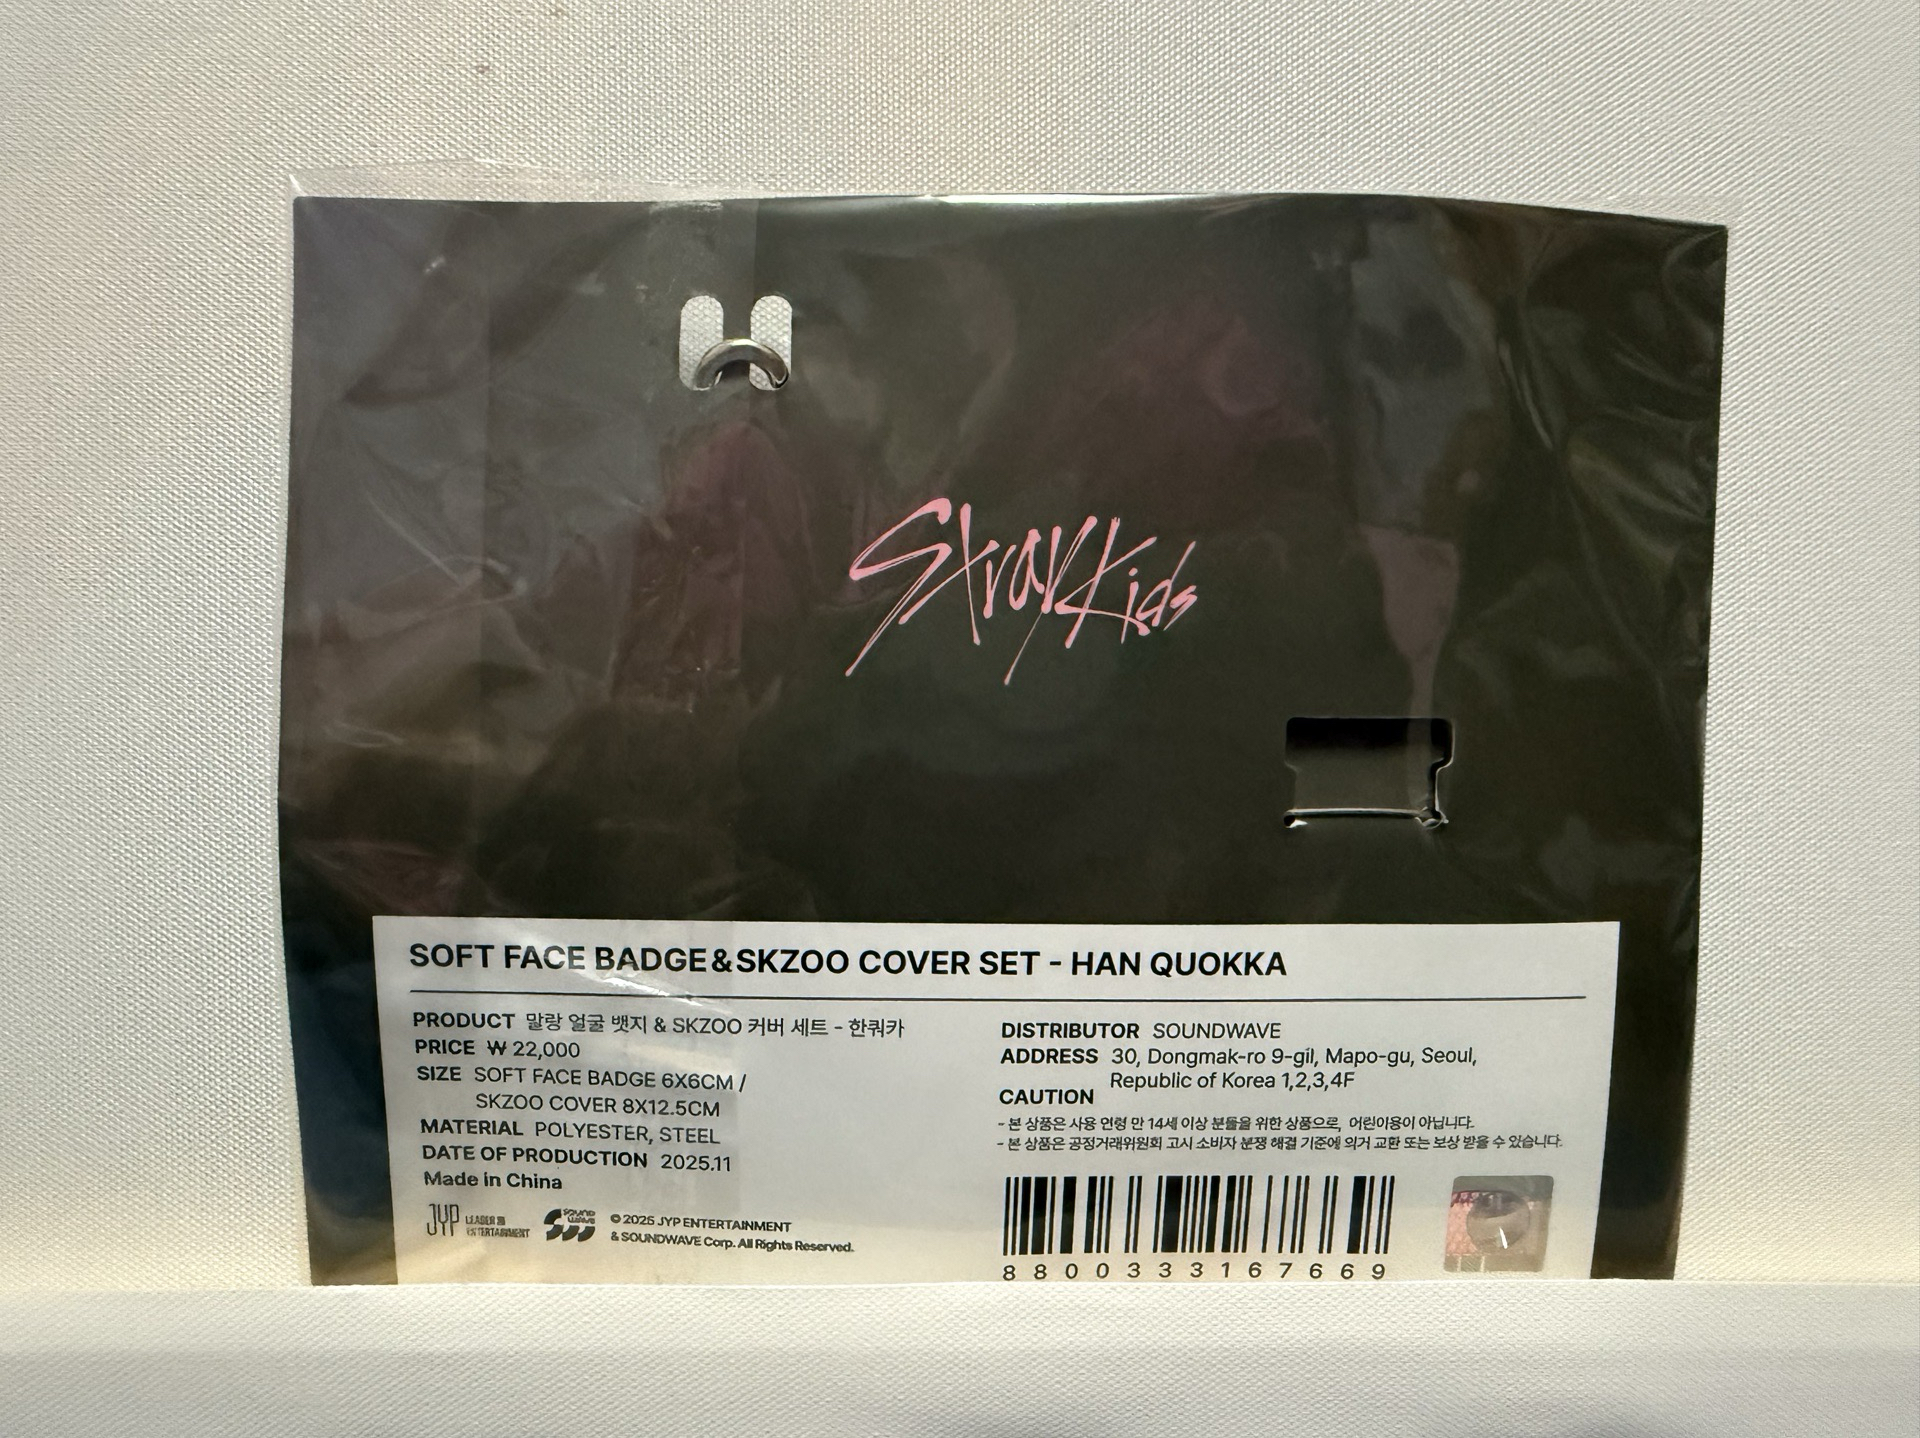 Stray Kids
SOFT FACE BADGE&SKZOO COVER SET - HAN QUOKKA
PRODUCT 말랑 얼굴 뱃지 & SKZOO 커버 세트 - 한쿼카
PRICE ₩ 22,000
SIZE SOFT FACE BADGE 6X6CM /
SKZOO COVER 8X12.5CM
MATERIAL POLYESTER, STEEL
DATE OF PRODUCTION 2025.11
Made in China
JYP LEADER IN
ENTERTAINMENT
SOUND
WAVE
© 2025 JYP ENTERTAINMENT
& SOUNDWAVE Corp. All Rights Reserved.
DISTRIBUTOR SOUNDWAVE
ADDRESS 30, Dongmak-ro 9-gil, Mapo-gu, Seoul,
Republic of Korea 1,2,3,4F
CAUTION
- 본 상품은 사용 연령 만 14세 이상 분들을 위한 상품으로, 어린이용이 아닙니다.
- 본 상품은 공정거래위원회 고시 소비자 분쟁 해결 기준에 의거 교환 또는 보상 받을 수 있습니다.
8800333167669